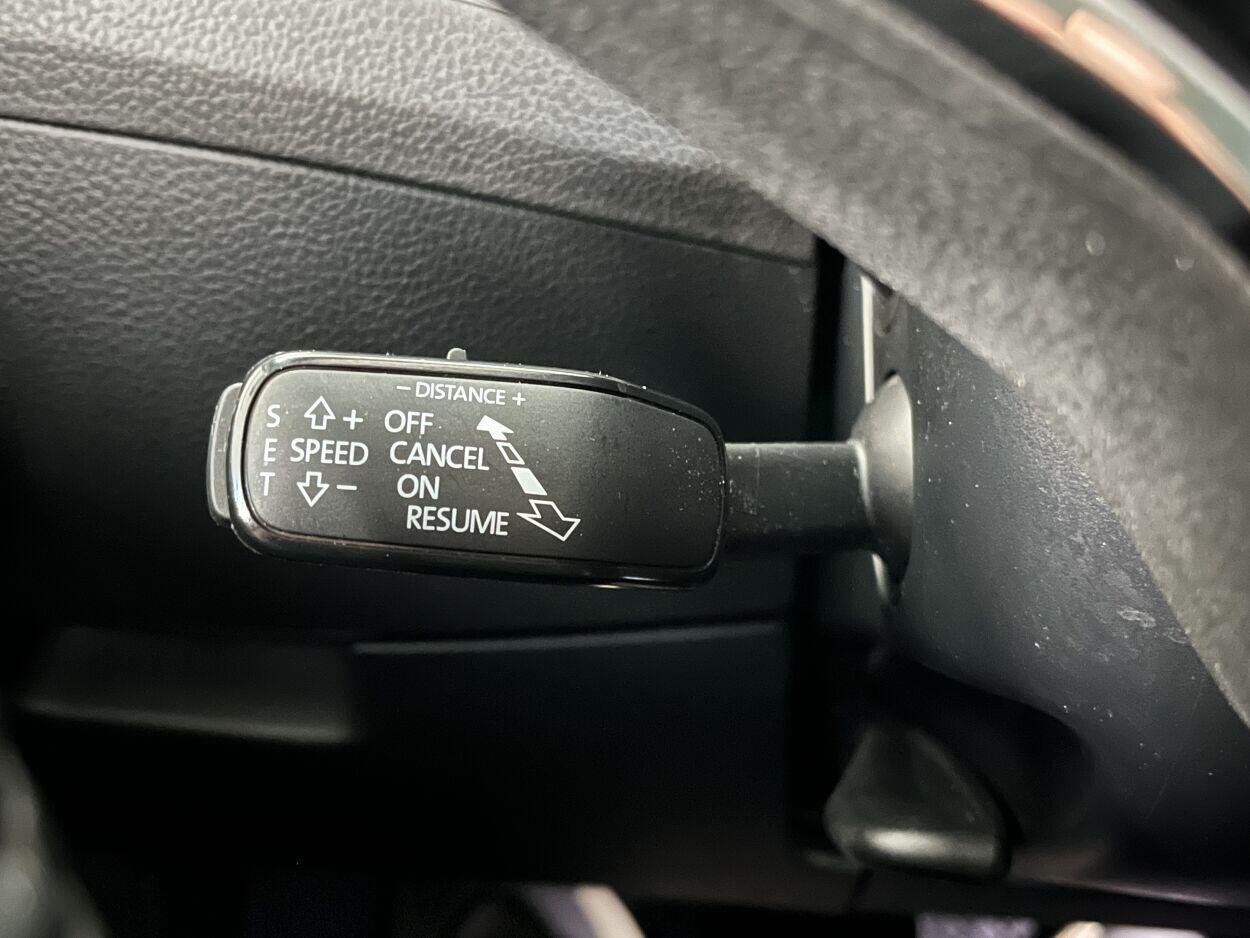 − DISTANCE +
S + OFF
E SPEED CANCEL
T − ON
RESUME